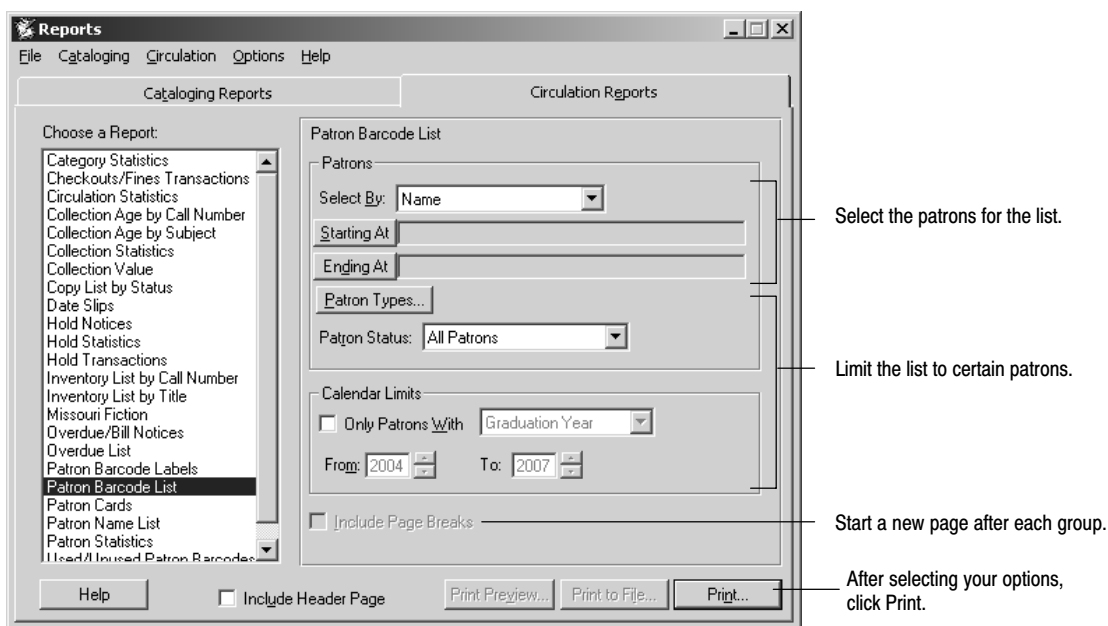 Reports
File Cataloging Circulation Options Help
Cataloging Reports
Circulation Reports
Choose a Report:
Category Statistics
Checkouts/Fines Transactions
Circulation Statistics
Collection Age by Call Number
Collection Age by Subject
Collection Statistics
Collection Value
Copy List by Status
Date Slips
Hold Notices
Hold Statistics
Hold Transactions
Inventory List by Call Number
Inventory List by Title
Missouri Fiction
Overdue/Bill Notices
Overdue List
Patron Barcode Labels
Patron Barcode List
Patron Cards
Patron Name List
Patron Statistics
Used/Unused Patron Barcodes
Patron Barcode List
Patrons
Select By: Name
Starting At
Ending At
Patron Types...
Patron Status: All Patrons
Calendar Limits
Only Patrons With Graduation Year
From: 2004 To: 2007
Include Page Breaks
Help
Include Header Page
Print Preview...
Print to File...
Print...
Select the patrons for the list.
Limit the list to certain patrons.
Start a new page after each group.
After selecting your options,
click Print.